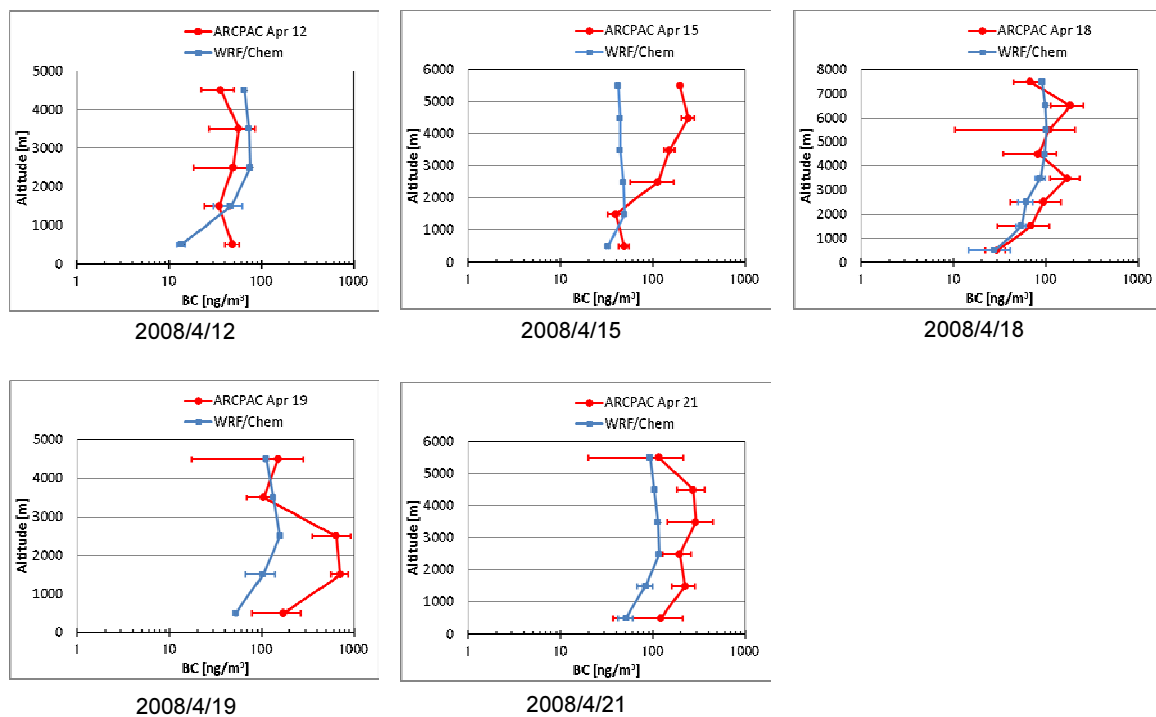 ARCPAC Apr 12
WRF/Chem
5000
4000
3000
2000
1000
0
Altitude [m]
1 10 100 1000
BC [ng/m³]
2008/4/12
ARCPAC Apr 15
WRF/Chem
6000
5000
4000
3000
2000
1000
0
Altitude [m]
1 10 100 1000
BC [ng/m³]
2008/4/15
ARCPAC Apr 18
WRF/Chem
8000
7000
6000
5000
4000
3000
2000
1000
0
Altitude [m]
1 10 100 1000
BC [ng/m³]
2008/4/18
ARCPAC Apr 19
WRF/Chem
5000
4000
3000
2000
1000
0
Altitude [m]
1 10 100 1000
BC [ng/m³]
2008/4/19
ARCPAC Apr 21
WRF/Chem
6000
5000
4000
3000
2000
1000
0
Altitude [m]
1 10 100 1000
BC [ng/m³]
2008/4/21